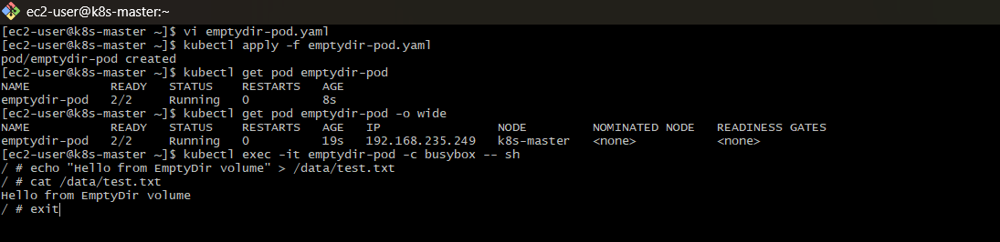 ec2-user@k8s-master:~
[ec2-user@k8s-master ~]$ vi emptydir-pod.yaml
[ec2-user@k8s-master ~]$ kubectl apply -f emptydir-pod.yaml
pod/emptydir-pod created
[ec2-user@k8s-master ~]$ kubectl get pod emptydir-pod
NAME           READY   STATUS    RESTARTS   AGE
emptydir-pod   2/2     Running   0          8s
[ec2-user@k8s-master ~]$ kubectl get pod emptydir-pod -o wide
NAME           READY   STATUS    RESTARTS   AGE   IP                NODE         NOMINATED NODE   READINESS GATES
emptydir-pod   2/2     Running   0          19s   192.168.235.249   k8s-master   <none>           <none>
[ec2-user@k8s-master ~]$ kubectl exec -it emptydir-pod -c busybox -- sh
/ # echo "Hello from EmptyDir volume" > /data/test.txt
/ # cat /data/test.txt
Hello from EmptyDir volume
/ # exit